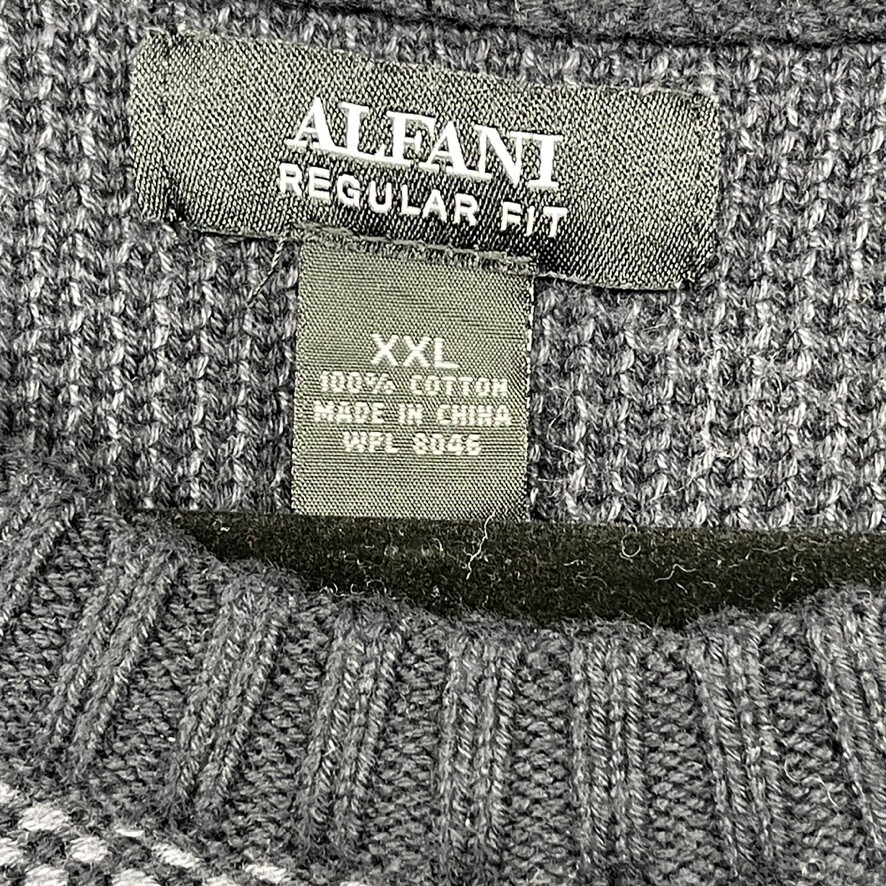 ALFANI
REGULAR FIT
XXL
100% COTTON
MADE IN CHINA
WPL 8046